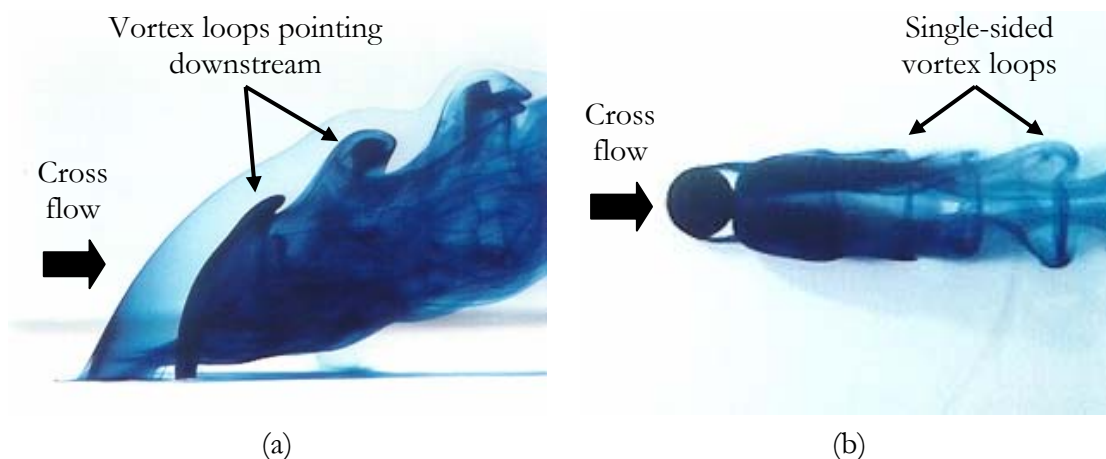 Vortex loops pointing
downstream
Cross
flow
(a)
Single-sided
vortex loops
Cross
flow
(b)